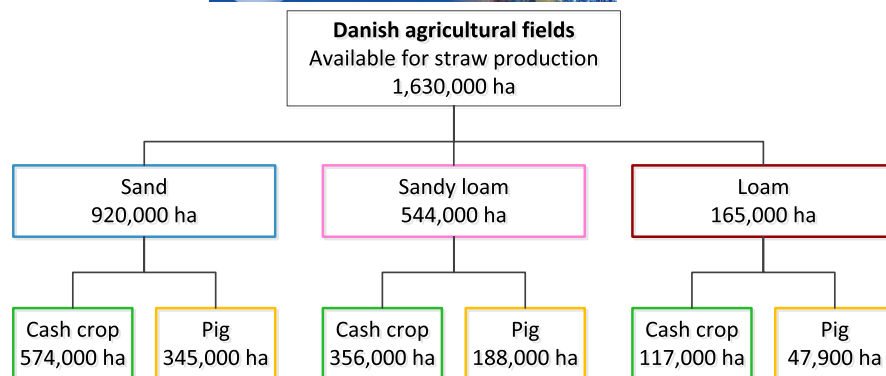 Danish agricultural fields
Available for straw production
1,630,000 ha
Sand
920,000 ha
Sandy loam
544,000 ha
Loam
165,000 ha
Cash crop
574,000 ha
Pig
345,000 ha
Cash crop
356,000 ha
Pig
188,000 ha
Cash crop
117,000 ha
Pig
47,900 ha